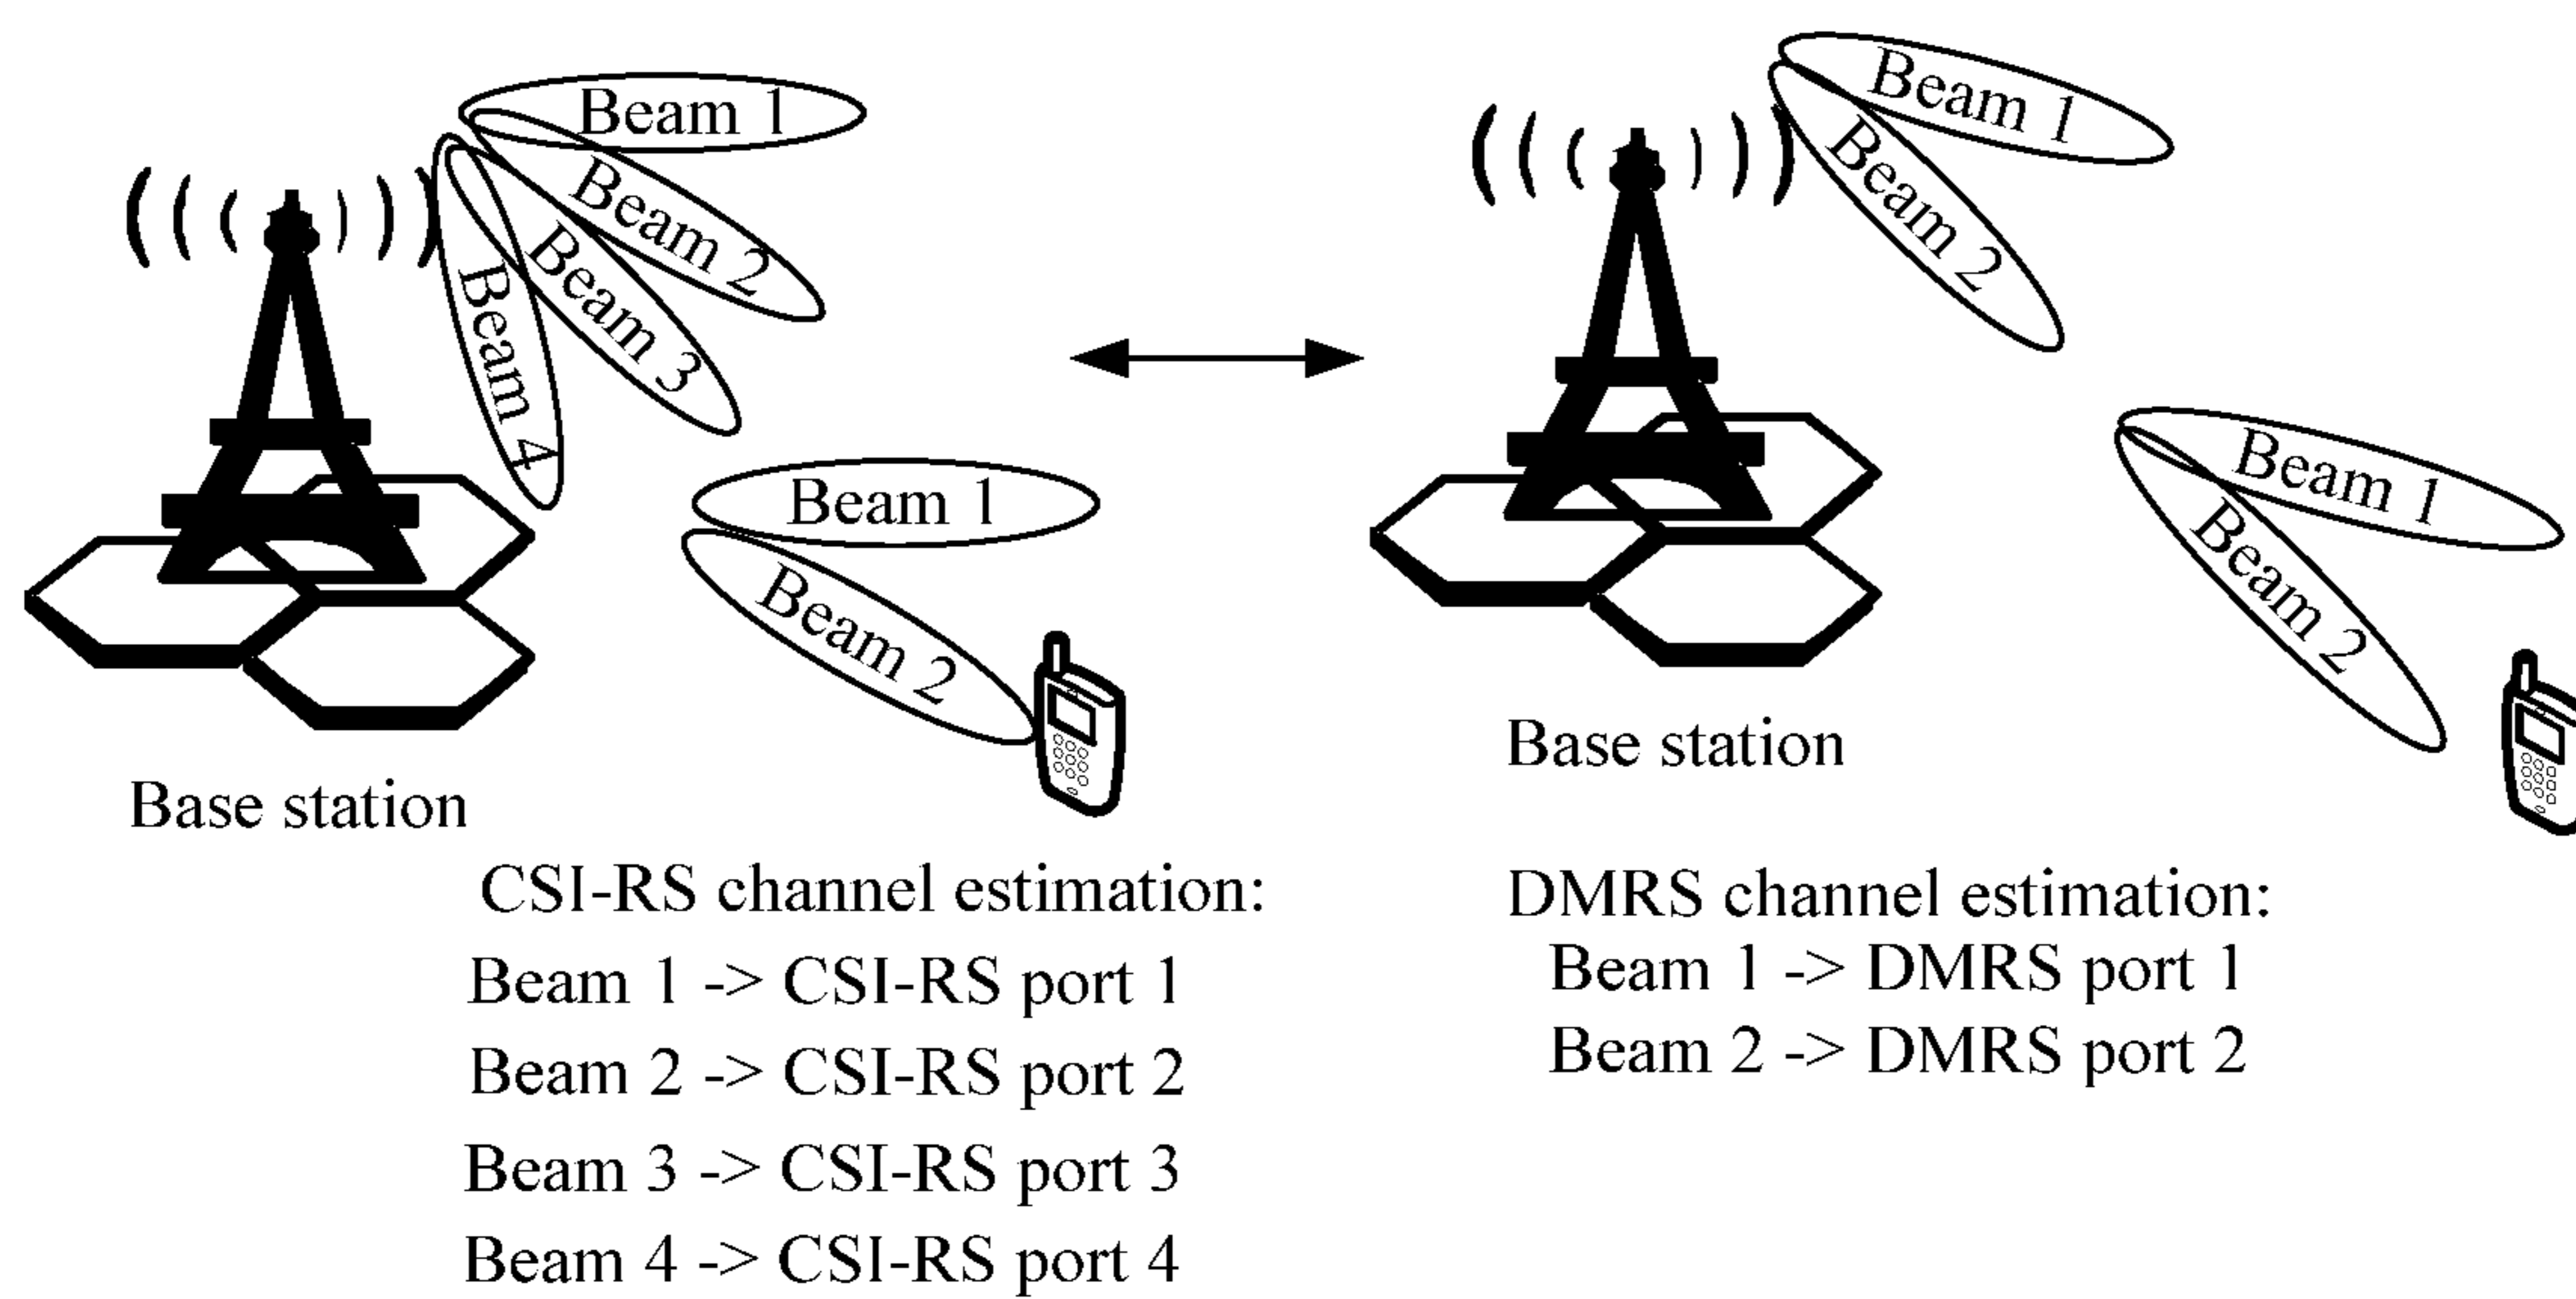 Beam 1
Beam 2
Beam 3
Beam 4
Beam 1
Beam 2
Base station
CSI-RS channel estimation:
Beam 1 -> CSI-RS port 1
Beam 2 -> CSI-RS port 2
Beam 3 -> CSI-RS port 3
Beam 4 -> CSI-RS port 4
Beam 1
Beam 2
Beam 1
Beam 2
Base station
DMRS channel estimation:
Beam 1 -> DMRS port 1
Beam 2 -> DMRS port 2